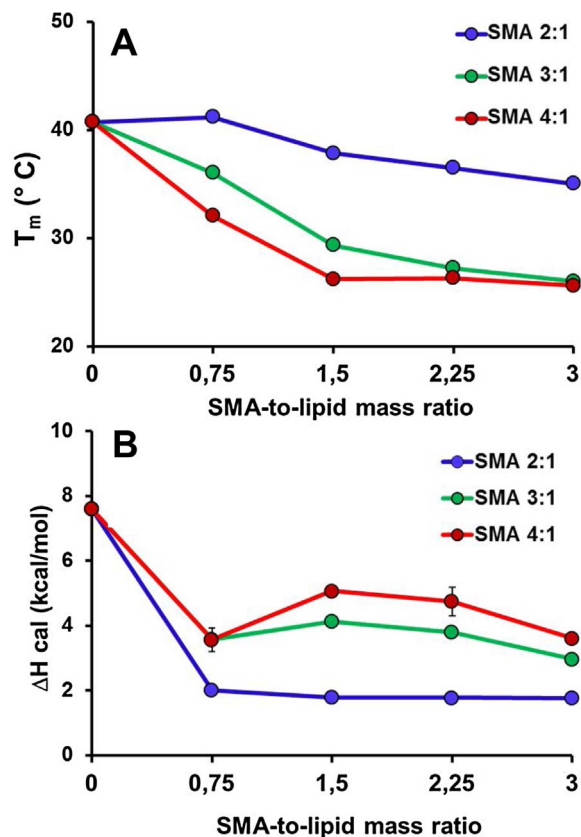 A
50
40
30
20
T_m (° C)
SMA 2:1
SMA 3:1
SMA 4:1
0
0,75
1,5
2,25
3
SMA-to-lipid mass ratio
B
10
8
6
4
2
0
ΔH cal (kcal/mol)
SMA 2:1
SMA 3:1
SMA 4:1
0
0,75
1,5
2,25
3
SMA-to-lipid mass ratio